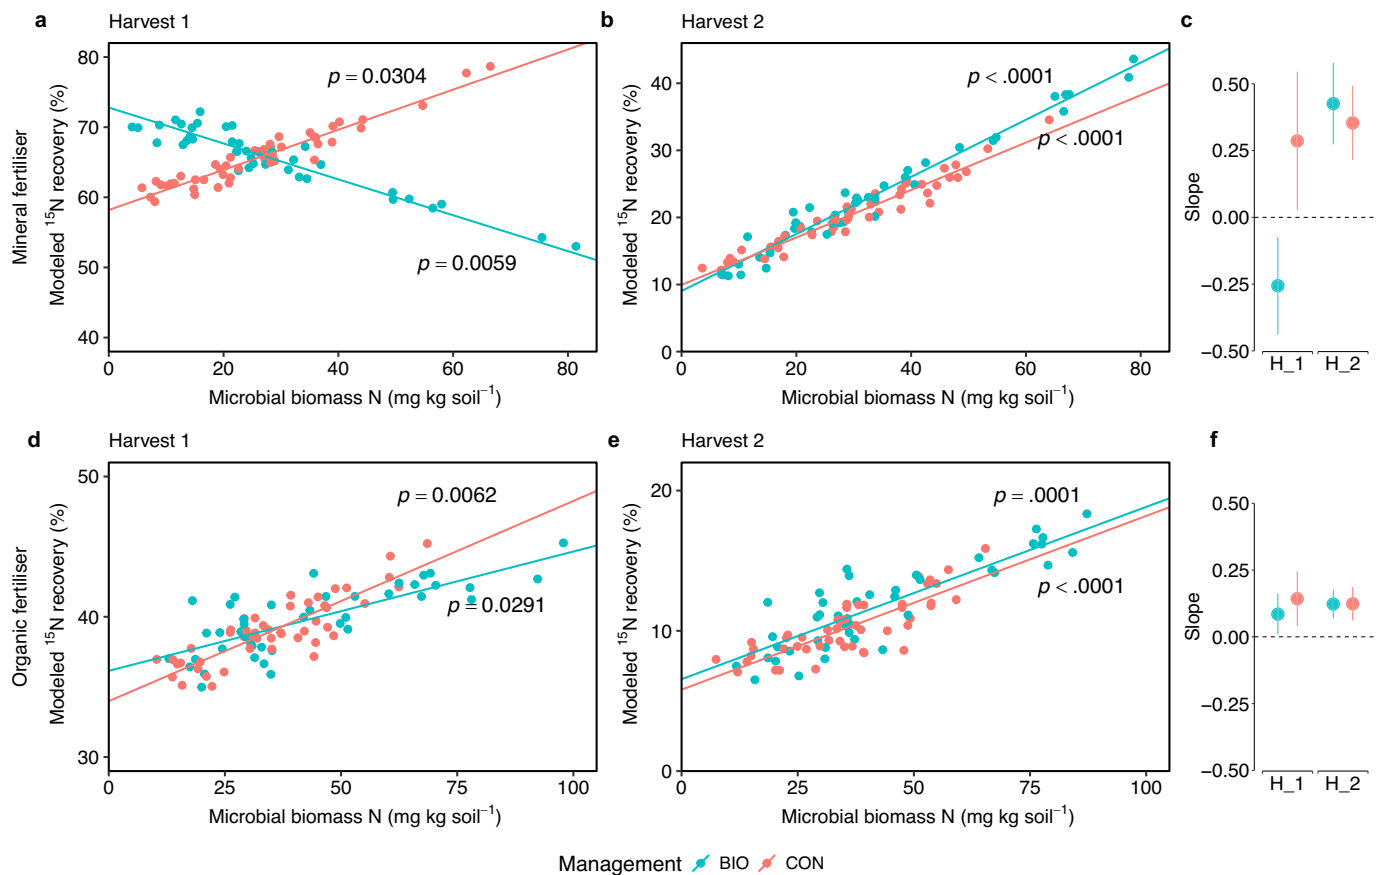 a Harvest 1
b Harvest 2
c
Mineral fertiliser
Modeled ¹⁵N recovery (%)
80
70
60
50
40
p = 0.0304
p = 0.0059
0 20 40 60 80
Microbial biomass N (mg kg soil⁻¹)
Modeled ¹⁵N recovery (%)
40
30
20
10
0
p < .0001
p < .0001
0 20 40 60 80
Microbial biomass N (mg kg soil⁻¹)
Slope
0.50
0.25
0.00
−0.25
−0.50
H_1 H_2
d Harvest 1
e Harvest 2
f
Organic fertiliser
Modeled ¹⁵N recovery (%)
50
40
30
p = 0.0062
p = 0.0291
0 25 50 75 100
Microbial biomass N (mg kg soil⁻¹)
Modeled ¹⁵N recovery (%)
20
10
0
p = .0001
p < .0001
0 25 50 75 100
Microbial biomass N (mg kg soil⁻¹)
Slope
0.50
0.25
0.00
−0.25
−0.50
H_1 H_2
Management BIO CON